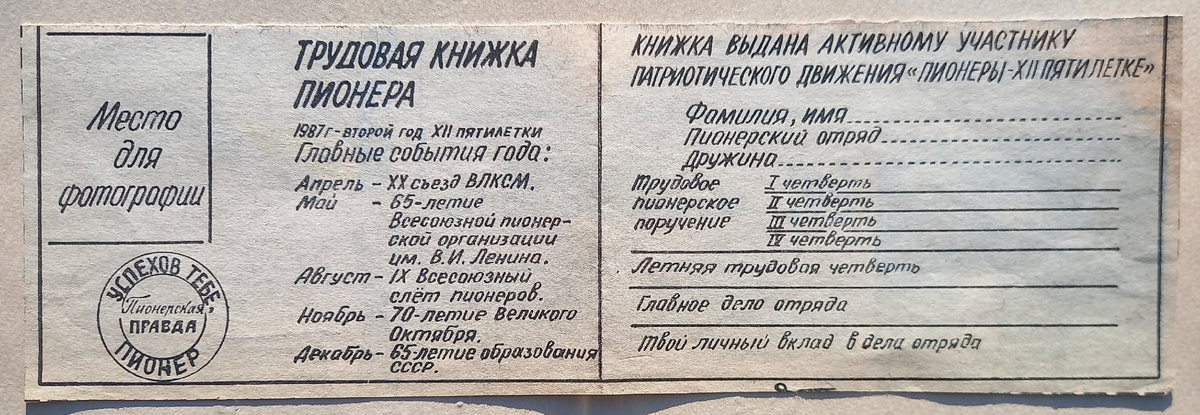 Место
для
фотографии
УСПЕХОВ ТЕБЕ,
Пионерская
ПРАВДА
ПИОНЕР
ТРУДОВАЯ КНИЖКА
ПИОНЕРА
1987г-ВТОРОЙ ГОД XII ПЯТИЛЕТКИ
Главные события года:
Апрель - XX съезд ВЛКСМ.
Май - 65-летие
Всесоюзной пионер-
ской организации
им. В.И. Ленина.
Август - IX Всесоюзный
слёт пионеров.
Ноябрь - 70-летие Великого
Октября.
Декабрь - 65-летие образования
СССР.
КНИЖКА ВЫДАНА АКТИВНОМУ УЧАСТНИКУ
ПАТРИОТИЧЕСКОГО ДВИЖЕНИЯ «ПИОНЕРЫ-XII ПЯТИЛЕТКЕ»
Фамилия, имя
Пионерский отряд
Дружина
Трудовое I четверть
пионерское II четверть
поручение III четверть
IV четверть
Летняя трудовая четверть
Главное дело отряда
Твой личный вклад в дела отряда